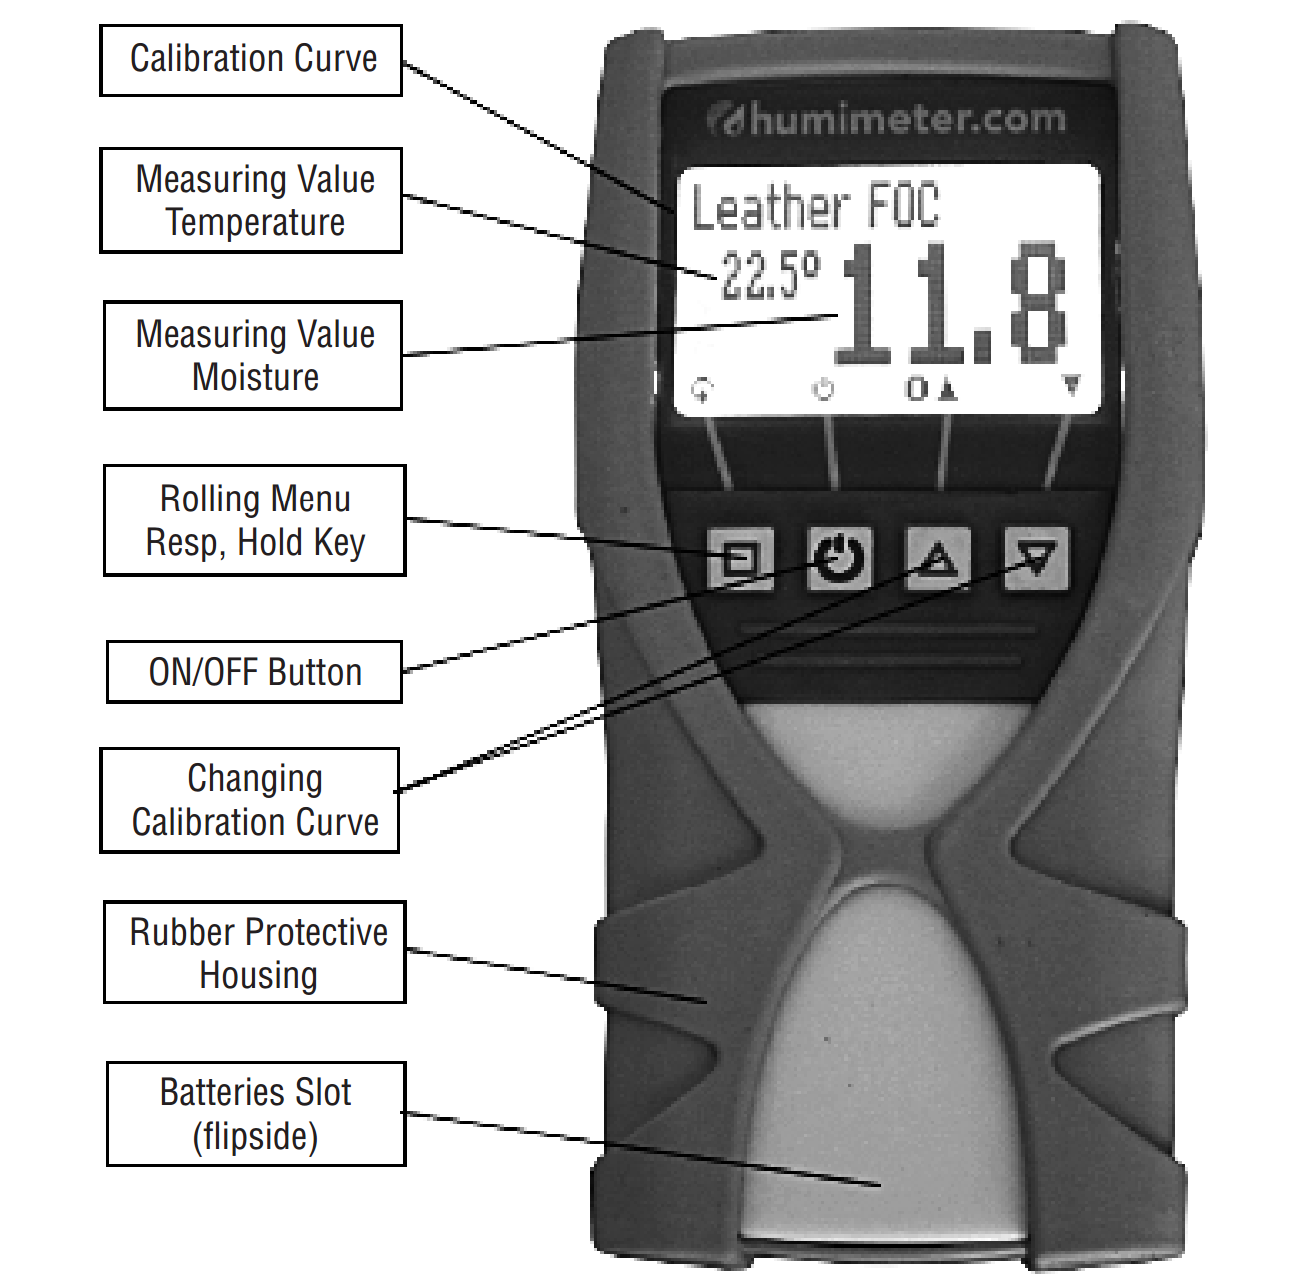 Calibration Curve
Measuring Value
Temperature
Measuring Value
Moisture
Rolling Menu
Resp, Hold Key
ON/OFF Button
Changing
Calibration Curve
Rubber Protective
Housing
Batteries Slot
(flipside)
humimeter.com
Leather FOC
22.5º
11.8